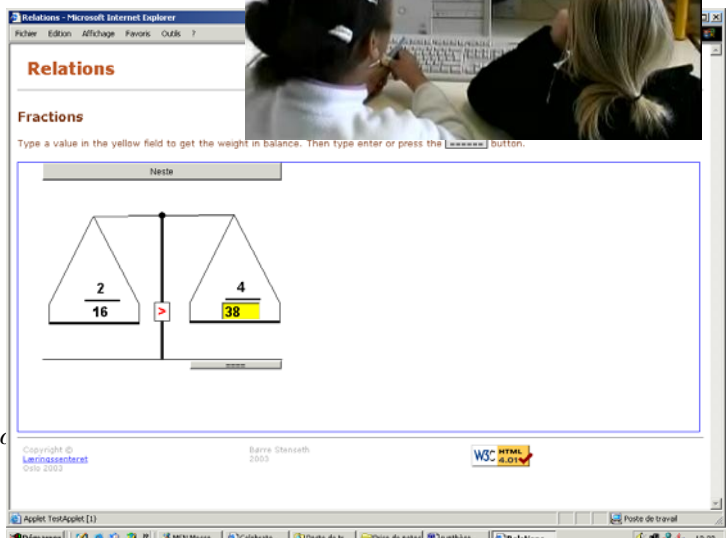 Relations - Microsoft Internet Explorer
Fichier Edition Affichage Favoris Outils ?
Relations
Fractions
Type a value in the yellow field to get the weight in balance. Then type enter or press the ====== button.
Neste
2
16
>
4
38
====
Copyright ©
Læringssenteret
Oslo 2003
Børre Stenseth
2003
W3C HTML 4.01
Applet TestApplet [1]
Poste de travail